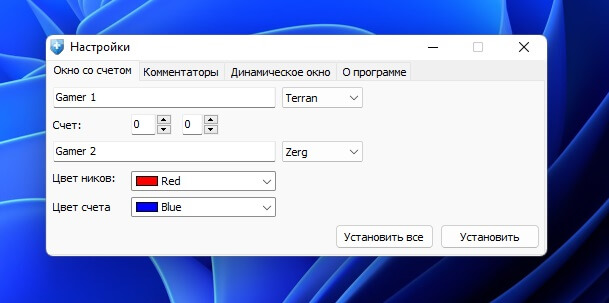 Настройки
Окно со счетом Комментаторы Динамическое окно О программе
Gamer 1 Terran
Счет: 0 0
Gamer 2 Zerg
Цвет ников: Red
Цвет счета Blue
Установить все Установить